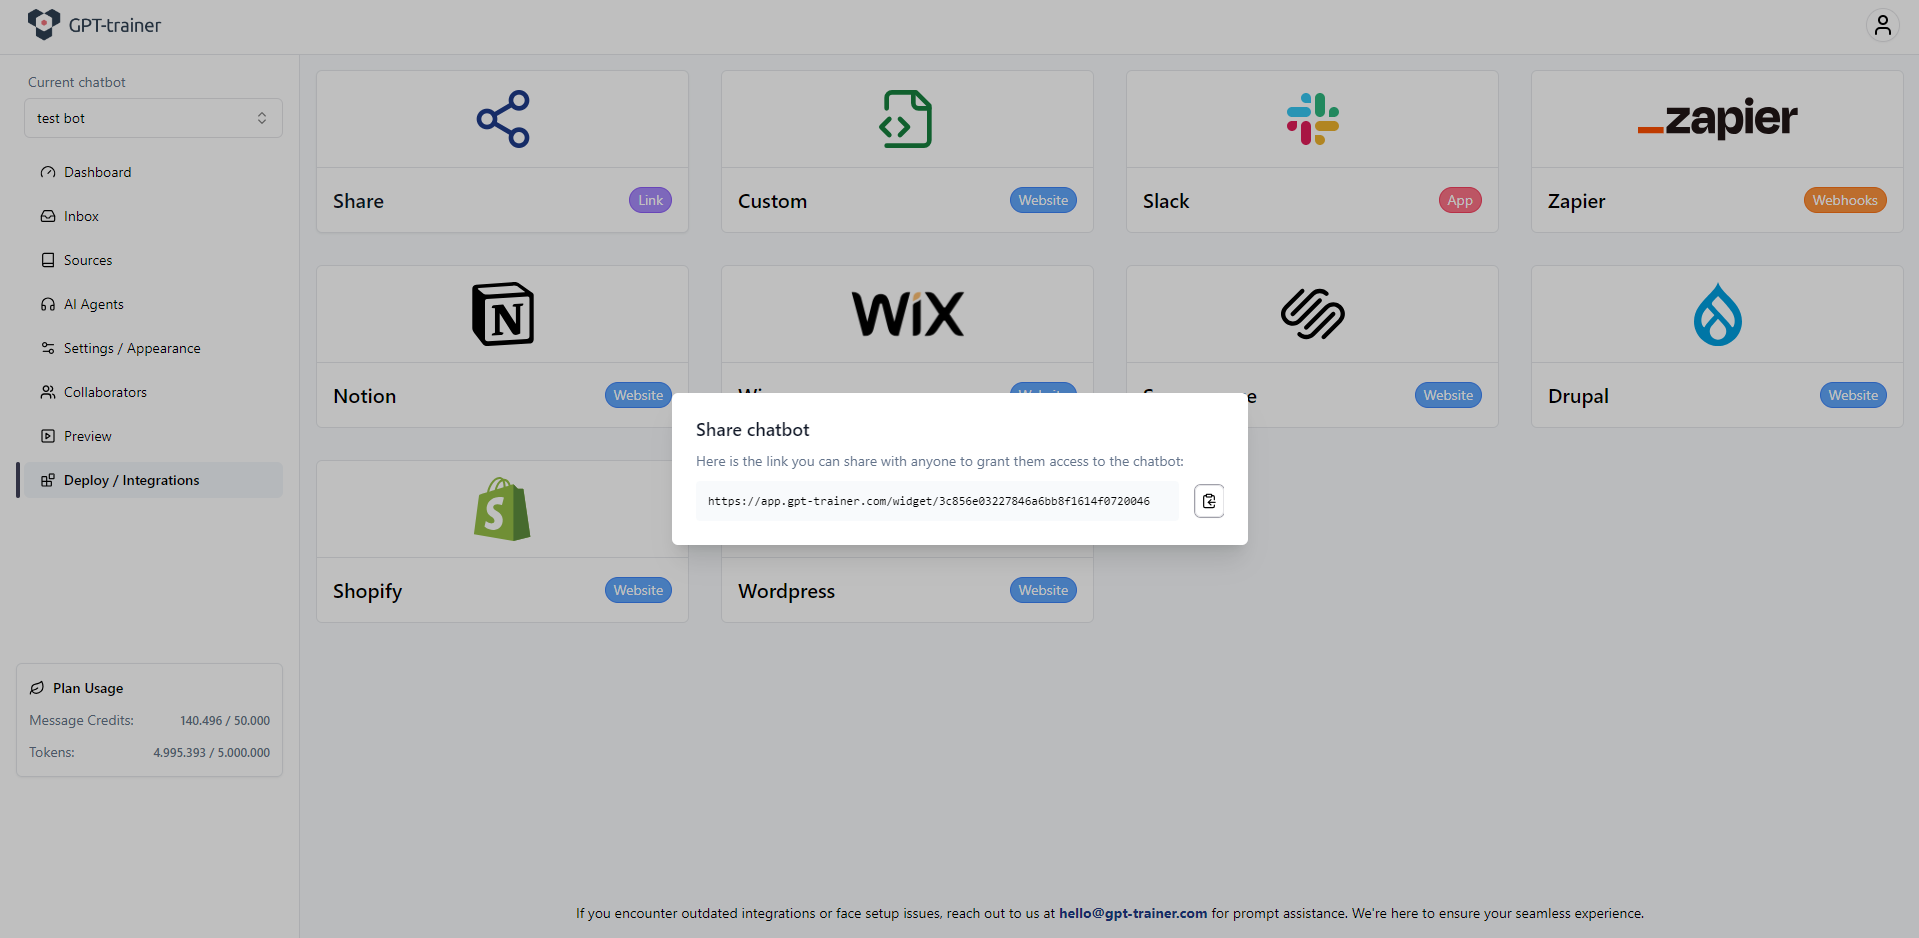 GPT-trainer
Current chatbot
test bot
Dashboard
Inbox
Sources
AI Agents
Settings / Appearance
Collaborators
Preview
Deploy / Integrations
Plan Usage
Message Credits: 140.496 / 50.000
Tokens: 4.995.393 / 5.000.000
Share Link
Custom Website
Slack App
zapier
Zapier Webhooks
N
Notion Website
WiX
Website
Drupal Website
Share chatbot
Here is the link you can share with anyone to grant them access to the chatbot:
https://app.gpt-trainer.com/widget/3c856e03227846a6bb8f1614f0720046
S
Shopify Website
Wordpress Website
If you encounter outdated integrations or face setup issues, reach out to us at hello@gpt-trainer.com for prompt assistance. We're here to ensure your seamless experience.